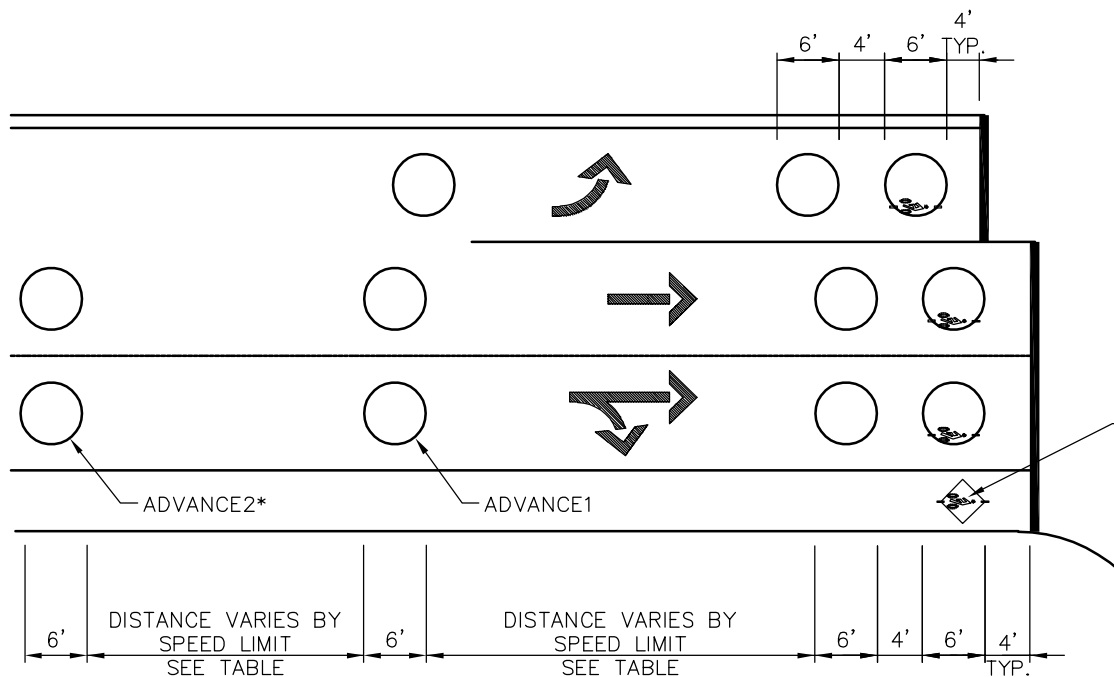 4'
TYP.
6' 4' 6'
ADVANCE2* ADVANCE1
DISTANCE VARIES BY
SPEED LIMIT
SEE TABLE
DISTANCE VARIES BY
SPEED LIMIT
SEE TABLE
6' 6' 6' 4' 6' 4'
TYP.